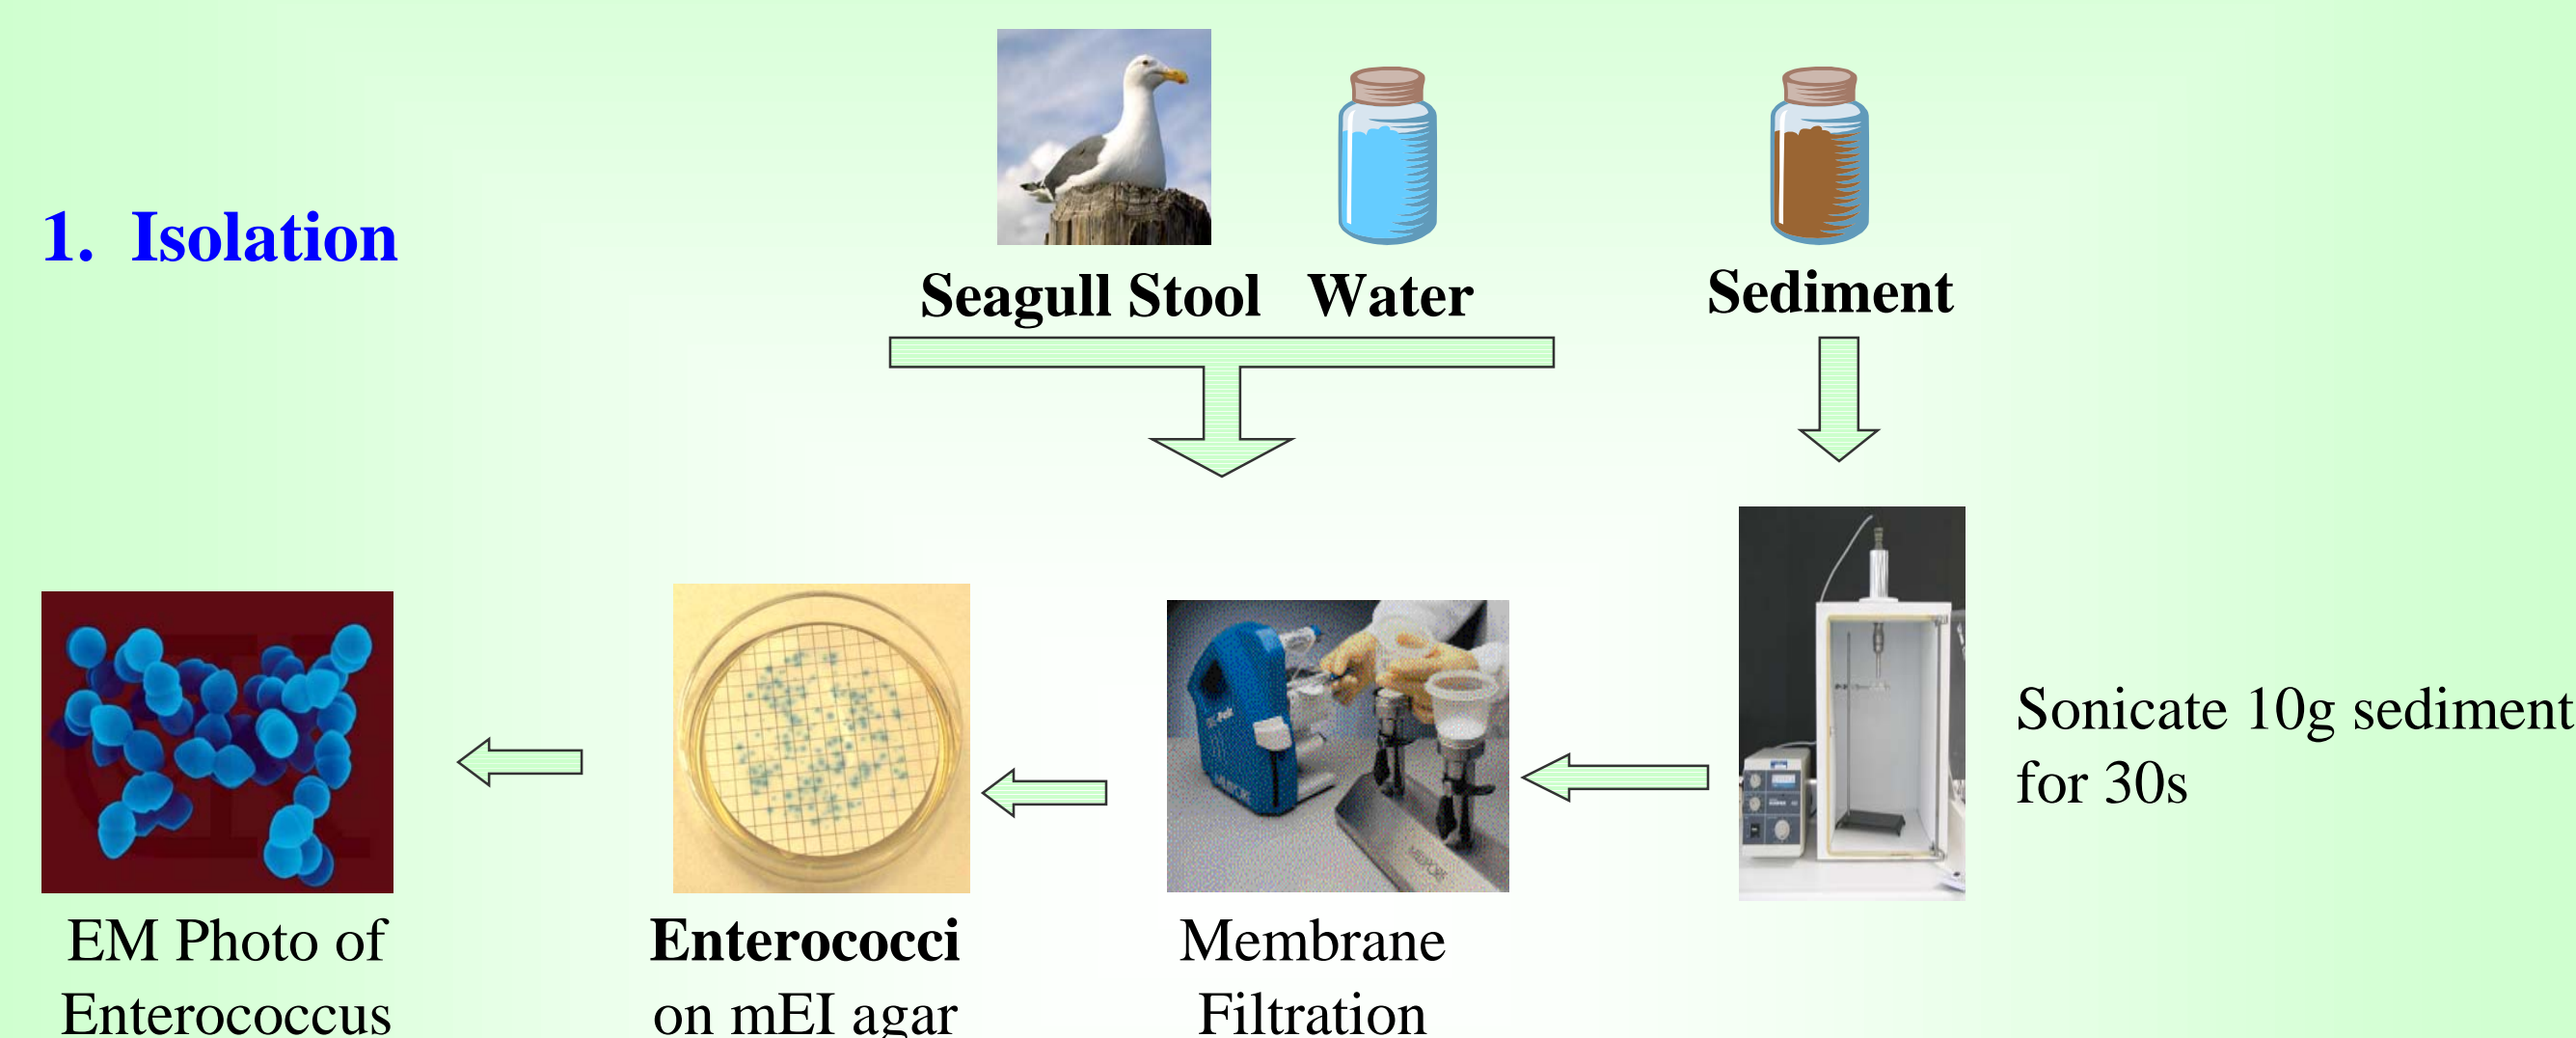 1. Isolation
Seagull Stool Water
Sediment
Sonicate 10g sediment
for 30s
EM Photo of
Enterococcus
Enterococci
on mEI agar
Membrane
Filtration